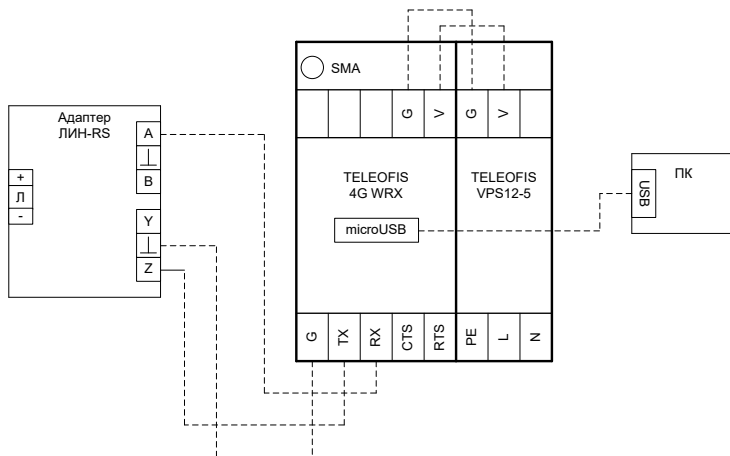 SMA
G
V
G
V
Адаптер
ЛИН-RS
A
B
Y
Z
+
Л
-
TELEOFIS
4G WRX
microUSB
TELEOFIS
VPS12-5
ПК
USB
G
TX
RX
CTS
RTS
PE
L
N